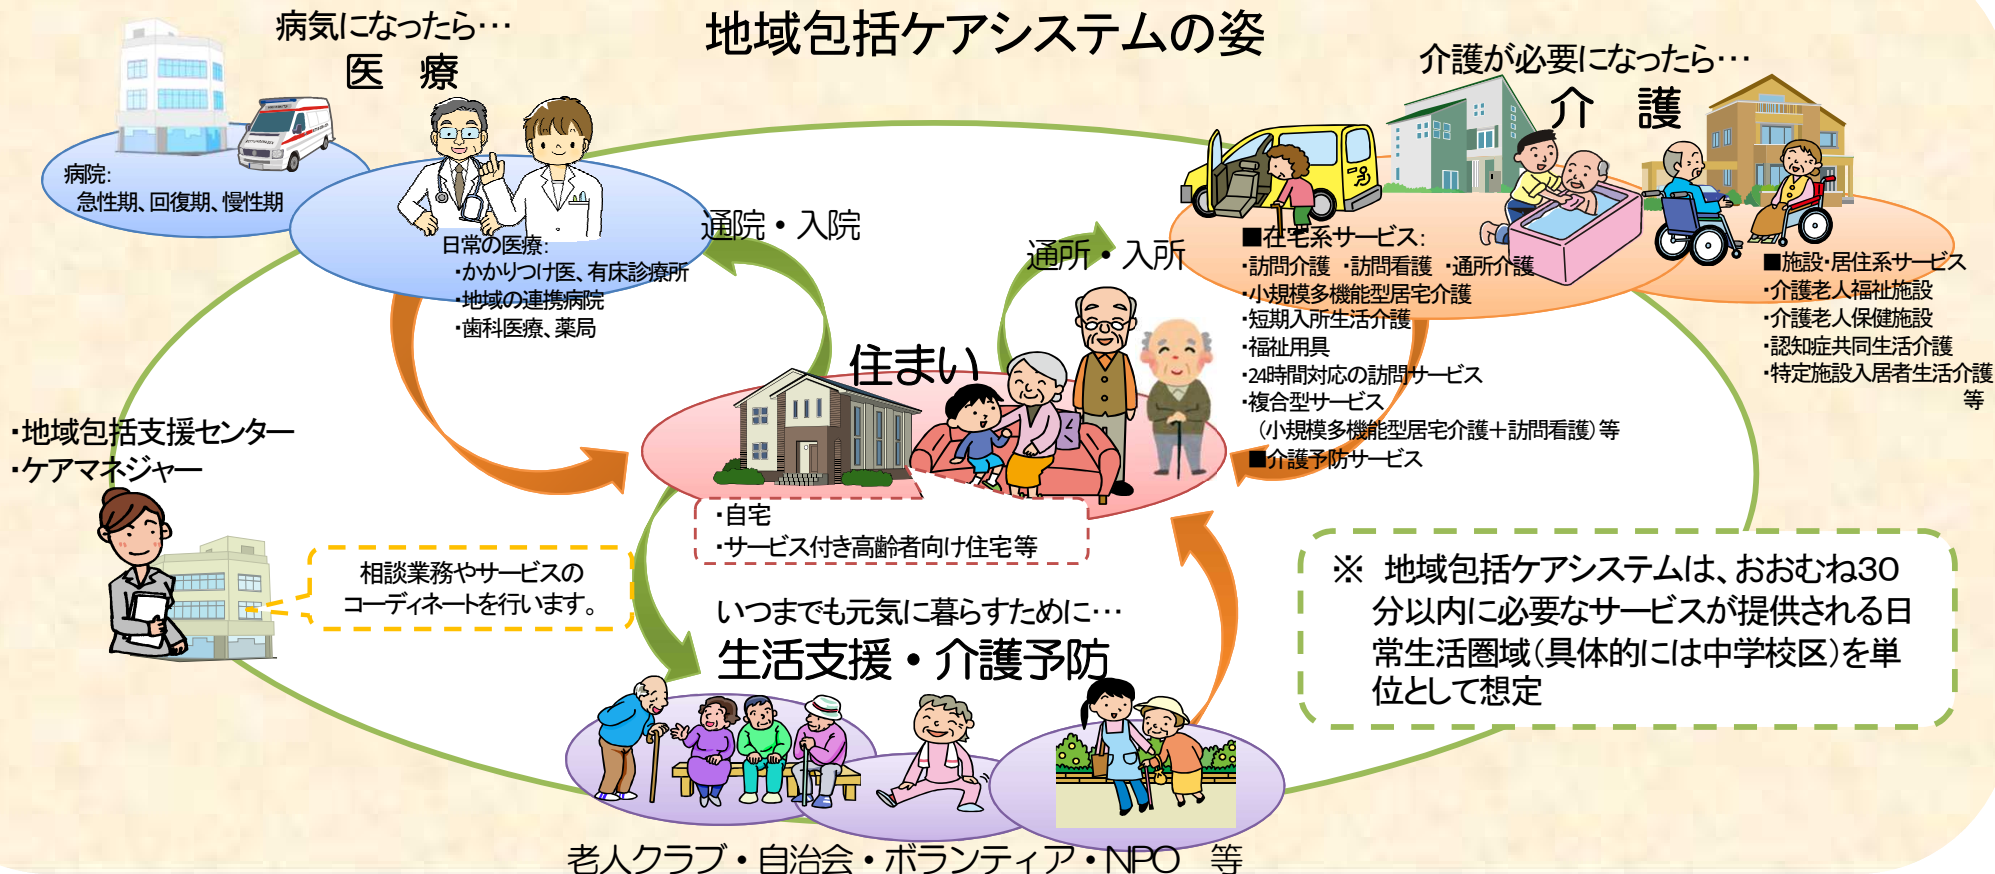 地域包括ケアシステムの姿
病気になったら…
医 療
病院:
急性期、回復期、慢性期
日常の医療:
・かかりつけ医、有床診療所
・地域の連携病院
・歯科医療、薬局
通院・入院
通所・入所
介護が必要になったら…
介 護
■在宅系サービス:
・訪問介護 ・訪問看護 ・通所介護
・小規模多機能型居宅介護
・短期入所生活介護
・福祉用具
・24時間対応の訪問サービス
・複合型サービス
(小規模多機能型居宅介護+訪問看護)等
■介護予防サービス
■施設・居住系サービス
・介護老人福祉施設
・介護老人保健施設
・認知症共同生活介護
・特定施設入居者生活介護
等
住まい
・自宅
・サービス付き高齢者向け住宅等
・地域包括支援センター
・ケアマネジャー
相談業務やサービスの
コーディネートを行います。
いつまでも元気に暮らすために…
生活支援・介護予防
老人クラブ・自治会・ボランティア・NPO 等
※ 地域包括ケアシステムは、おおむね30
分以内に必要なサービスが提供される日
常生活圏域(具体的には中学校区)を単
位として想定